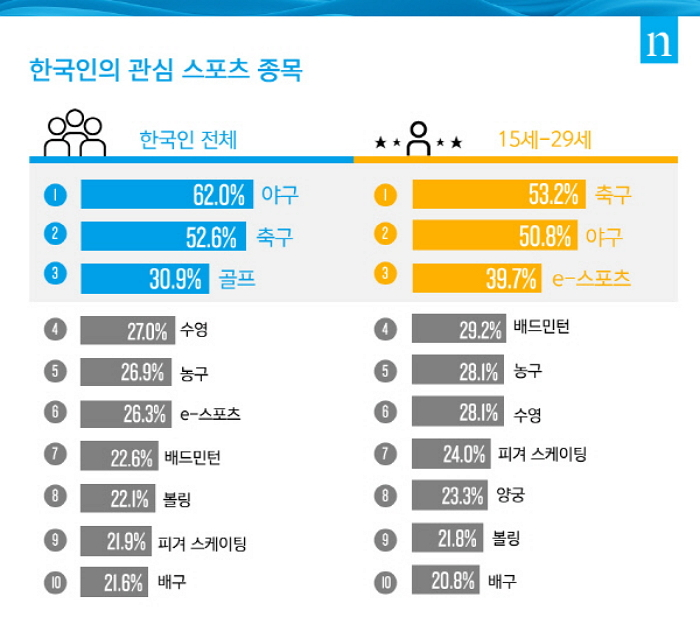 n
한국인의 관심 스포츠 종목
한국인 전체
1 62.0% 야구
2 52.6% 축구
3 30.9% 골프
4 27.0% 수영
5 26.9% 농구
6 26.3% e-스포츠
7 22.6% 배드민턴
8 22.1% 볼링
9 21.9% 피겨 스케이팅
10 21.6% 배구
15세-29세
1 53.2% 축구
2 50.8% 야구
3 39.7% e-스포츠
4 29.2% 배드민턴
5 28.1% 농구
6 28.1% 수영
7 24.0% 피겨 스케이팅
8 23.3% 양궁
9 21.8% 볼링
10 20.8% 배구